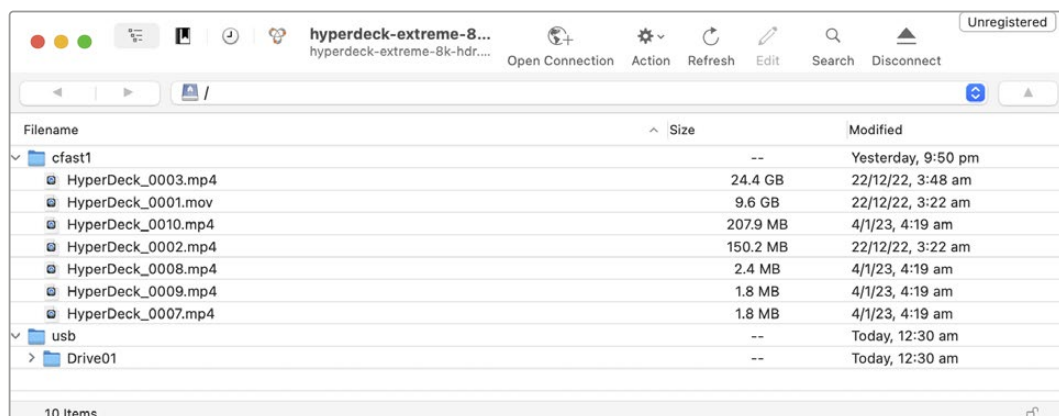 Unregistered
hyperdeck-extreme-8...
hyperdeck-extreme-8k-hdr....
Open Connection Action Refresh Edit Search Disconnect
/
Filename Size Modified
cfast1 -- Yesterday, 9:50 pm
HyperDeck_0003.mp4 24.4 GB 22/12/22, 3:48 am
HyperDeck_0001.mov 9.6 GB 22/12/22, 3:22 am
HyperDeck_0010.mp4 207.9 MB 4/1/23, 4:19 am
HyperDeck_0002.mp4 150.2 MB 22/12/22, 3:22 am
HyperDeck_0008.mp4 2.4 MB 4/1/23, 4:19 am
HyperDeck_0009.mp4 1.8 MB 4/1/23, 4:19 am
HyperDeck_0007.mp4 1.8 MB 4/1/23, 4:19 am
usb -- Today, 12:30 am
Drive01 -- Today, 12:30 am
10 Items